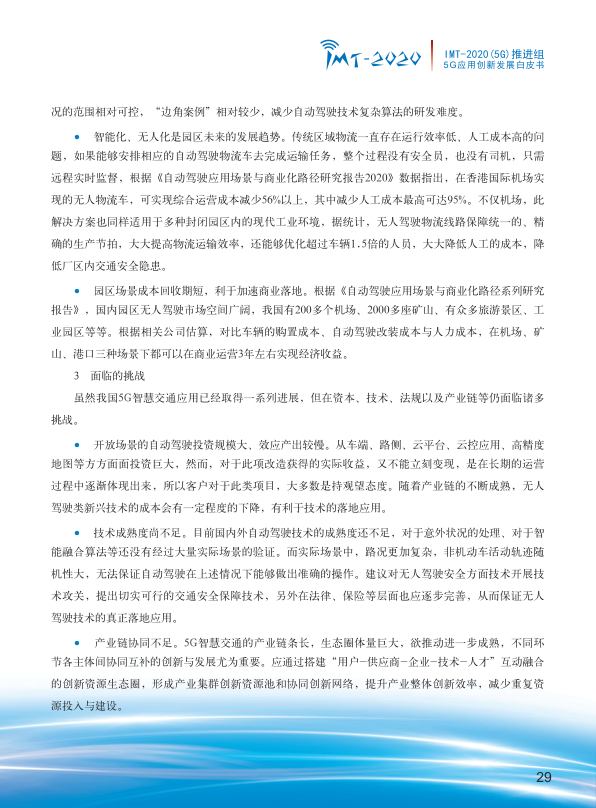 IMT-2020
IMT-2020(5G)推进组
5G应用创新发展白皮书
况的范围相对可控，“边角案例”相对较少，减少自动驾驶技术复杂算法的研发难度。
● 智能化、无人化是园区未来的发展趋势。传统区域物流一直存在运行效率低、人工成本高的问
题，如果能够安排相应的自动驾驶物流车去完成运输任务，整个过程没有安全员，也没有司机，只需
远程实时监督，根据《自动驾驶应用场景与商业化路径研究报告2020》数据指出，在香港国际机场实
现的无人物流车，可实现综合运营成本减少56%以上，其中减少人工成本最高可达95%。不仅机场，此
解决方案也同样适用于多种封闭园区内的现代工业环境，据统计，无人驾驶物流线路保障统一的、精
确的生产节拍，大大提高物流运输效率，还能够优化超过车辆1.5倍的人员，大大降低人工的成本，降
低厂区内交通安全隐患。
● 园区场景成本回收期短，利于加速商业落地。根据《自动驾驶应用场景与商业化路径系列研究
报告》，国内园区无人驾驶市场空间广阔，我国有200多个机场、2000多座矿山、有众多旅游景区、工
业园区等等。根据相关公司估算，对比车辆的购置成本、自动驾驶改装成本与人力成本，在机场、矿
山、港口三种场景下都可以在商业运营3年左右实现经济收益。
3 面临的挑战
虽然我国5G智慧交通应用已经取得一系列进展，但在资本、技术、法规以及产业链等仍面临诸多
挑战。
● 开放场景的自动驾驶投资规模大、效应产出较慢。从车端、路侧、云平台、云控应用、高精度
地图等方方面面投资巨大，然而，对于此项改造获得的实际收益，又不能立刻变现，是在长期的运营
过程中逐渐体现出来，所以客户对于此类项目，大多数是持观望态度。随着产业链的不断成熟，无人
驾驶类新兴技术的成本会有一定程度的下降，有利于技术的落地应用。
● 技术成熟度尚不足。目前国内外自动驾驶技术的成熟度还不足，对于意外状况的处理、对于智
能融合算法等还没有经过大量实际场景的验证。而实际场景中，路况更加复杂，非机动车活动轨迹随
机性大，无法保证自动驾驶在上述情况下能够做出准确的操作。建议对无人驾驶安全方面技术开展技
术攻关，提出切实可行的交通安全保障技术，另外在法律、保险等层面也应逐步完善，从而保证无人
驾驶技术的真正落地应用。
● 产业链协同不足。5G智慧交通的产业链条长，生态圈体量巨大，欲推动进一步成熟，不同环
节各主体间协同互补的创新与发展尤为重要。应通过搭建“用户-供应商-企业-技术-人才”互动融合
的创新资源生态圈，形成产业集群创新资源池和协同创新网络，提升产业整体创新效率，减少重复资
源投入与建设。
29